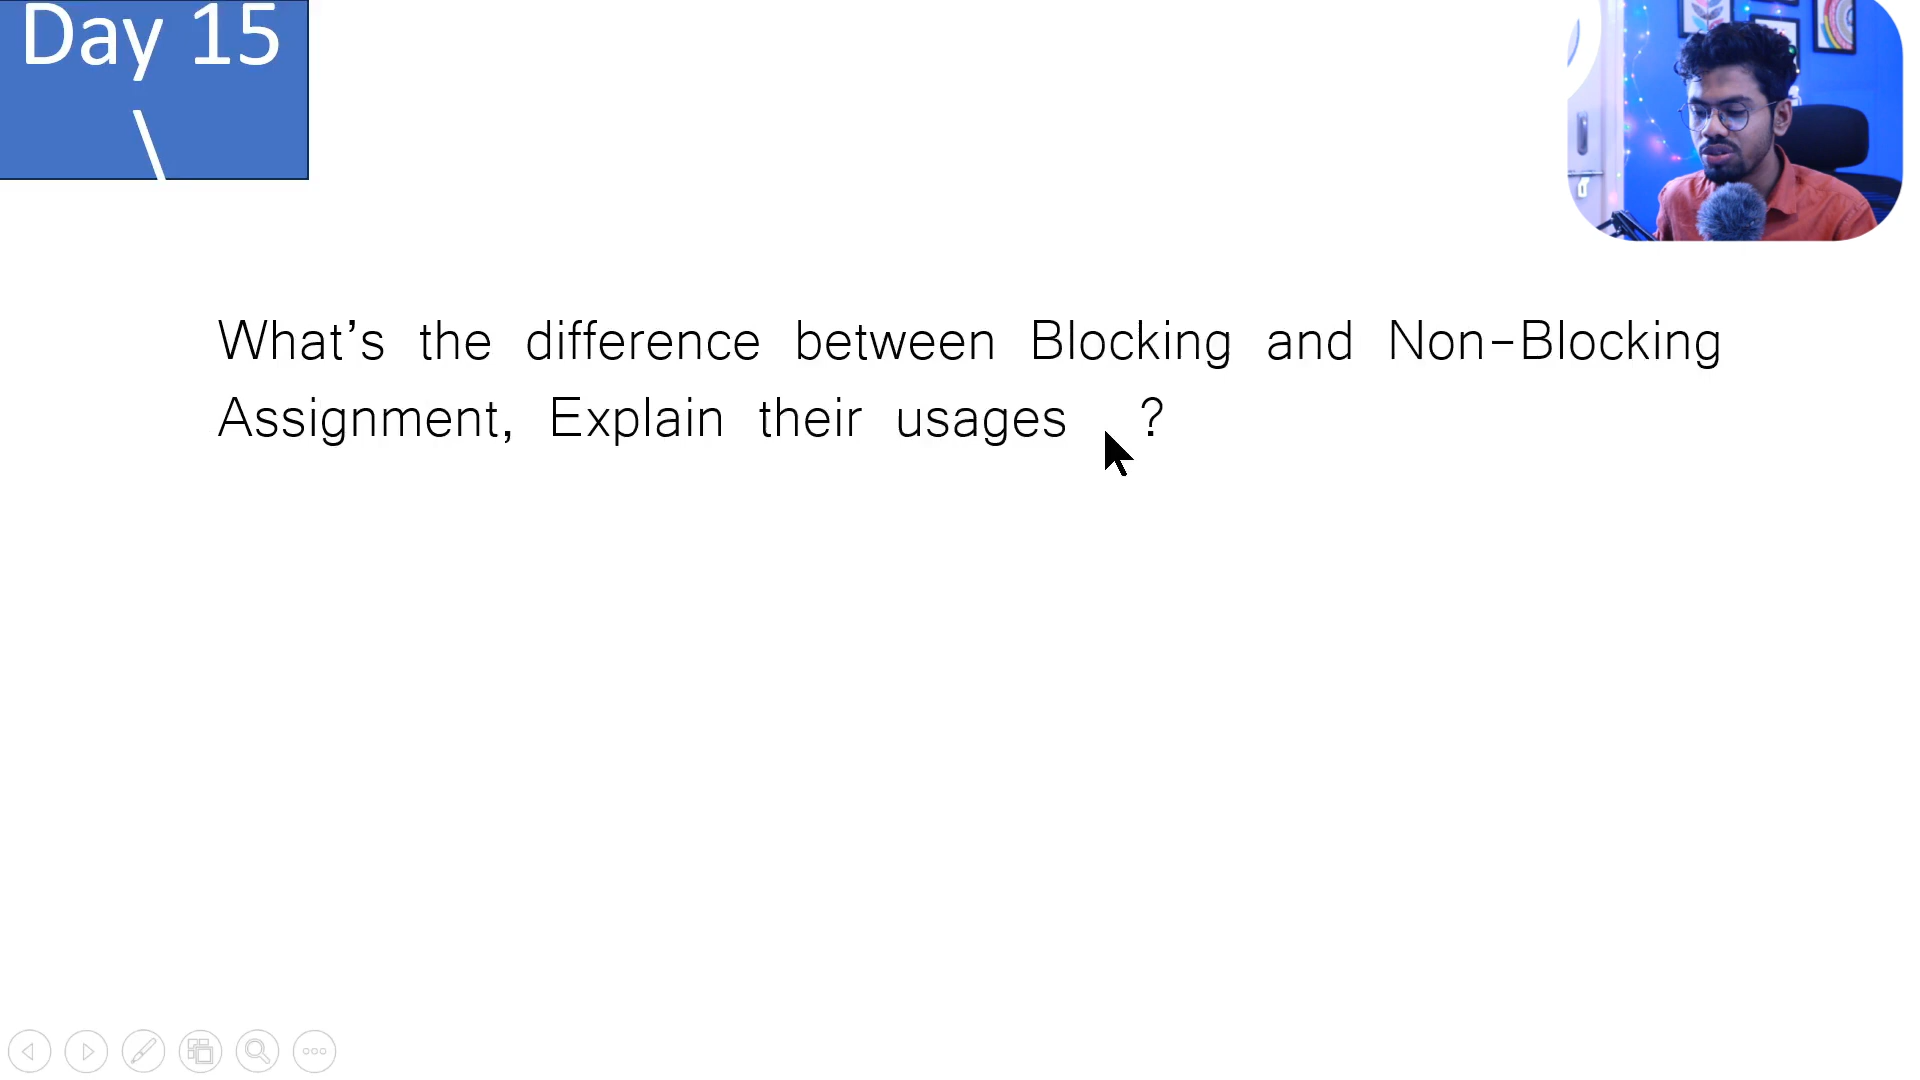 Day 15
\
What’s the difference between Blocking and Non-Blocking
Assignment, Explain their usages ?